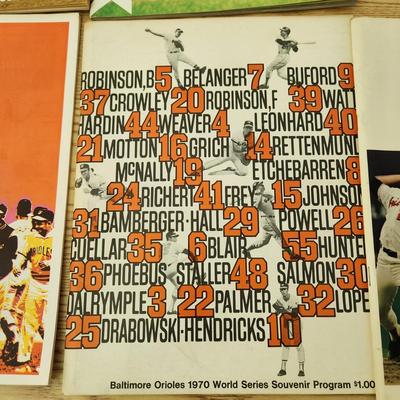 ROBINSON,B 5 BELANGER 7 BUFORD 9
37 CROWLEY 20 ROBINSON,F 39 WAT
HARDIN 44 WEAVER 4 LEONHARD 40
21 MOTTON 16 GRICH 14 RETTENMUN
McNALLY 19 ETCHEBARREN 8
24 RICHERT 41 FREY 15 JOHNSON
31 BAMBERGER-HALL 29 POWELL 26
CUELLAR 35 6 BLAIR 55 HUNTER
36 PHOEBUS STALLER 48 SALMON 30
DALRYMPLE 3 22 PALMER 32 LOPE
25 DRABOWSKI-HENDRICKS 10
Baltimore Orioles 1970 World Series Souvenir Program $1.00